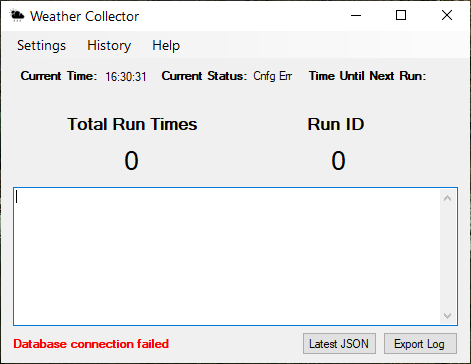 Weather Collector
Settings History Help
Current Time: 16:30:31 Current Status: Cnfg Err Time Until Next Run:
Total Run Times Run ID
0 0
Database connection failed Latest JSON Export Log